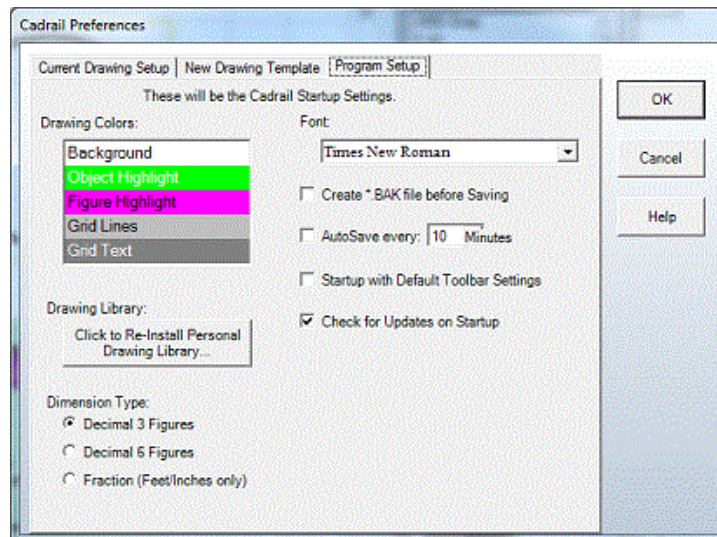 Cadrail Preferences
Current Drawing Setup
New Drawing Template
Program Setup
These will be the Cadrail Startup Settings.
Drawing Colors:
Background
Object Highlight
Figure Highlight
Grid Lines
Grid Text
Drawing Library:
Click to Re-Install Personal
Drawing Library...
Dimension Type:
Decimal 3 Figures
Decimal 6 Figures
Fraction (Feet/Inches only)
Font:
Times New Roman
Create *.BAK file before Saving
AutoSave every: 10 Minutes
Startup with Default Toolbar Settings
Check for Updates on Startup
OK
Cancel
Help